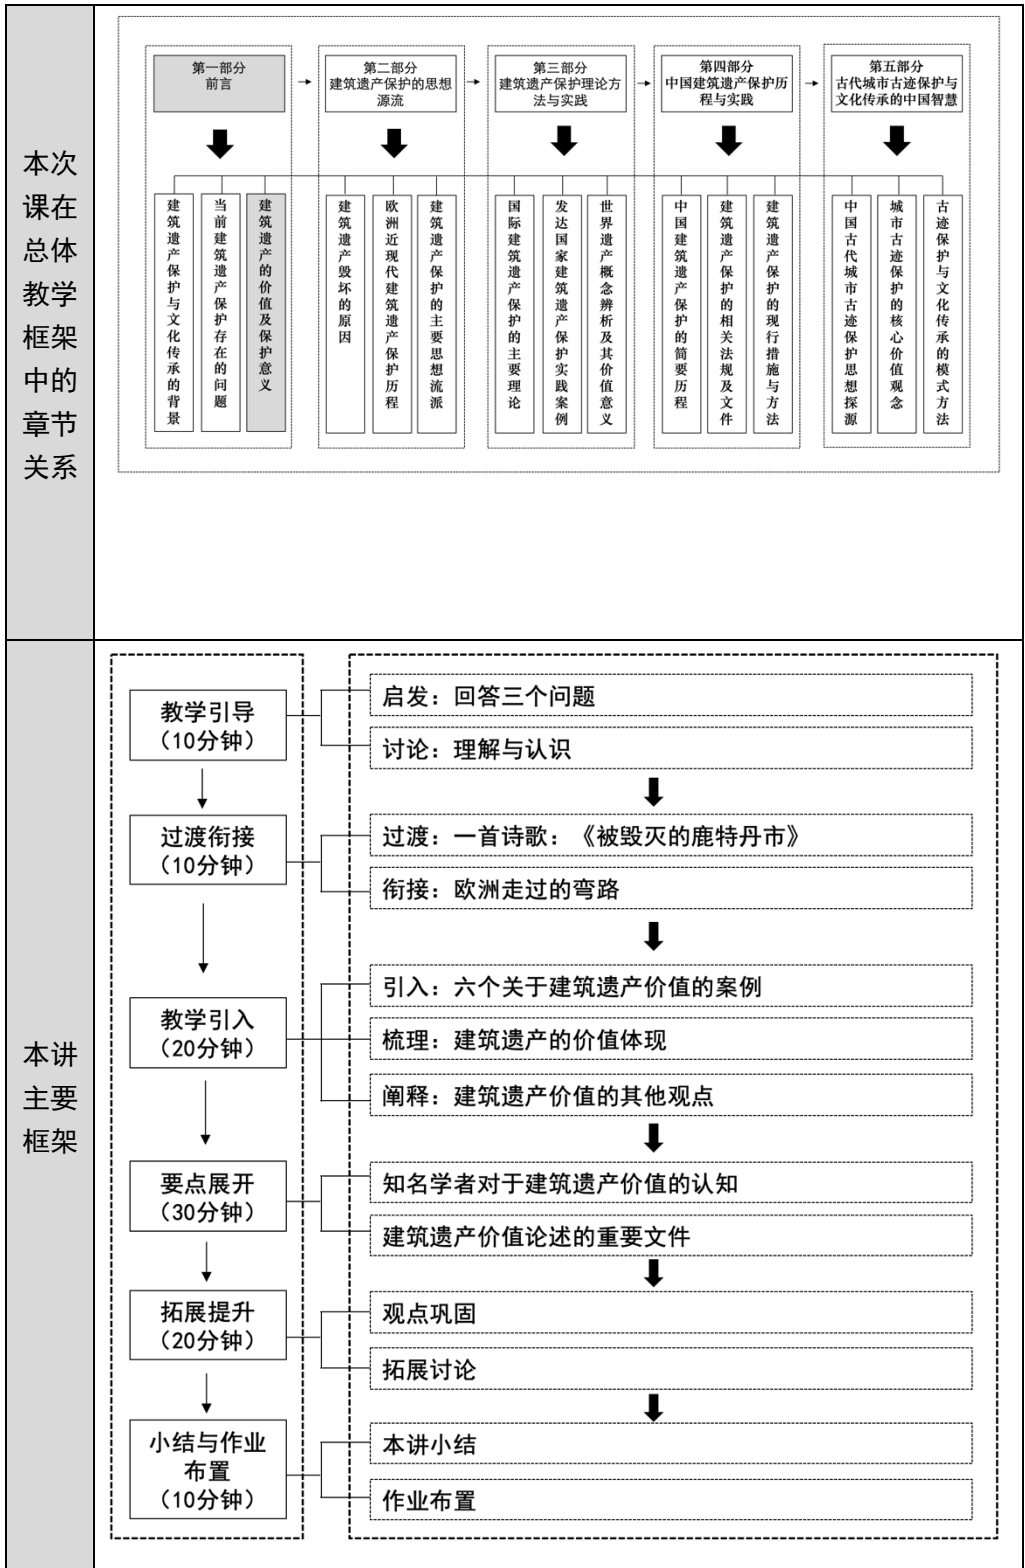 本次
课在
总体
教学
框架
中的
章节
关系
第一部分
前言
第二部分
建筑遗产保护的思想
源流
第三部分
建筑遗产保护理论方
法与实践
第四部分
中国建筑遗产保护历
程与实践
第五部分
古代城市古迹保护与
文化传承的中国智慧
建筑遗产保护与文化传承的背景
当前建筑遗产保护存在的问题
建筑遗产的价值及保护意义
建筑遗产毁坏的原因
欧洲近现代建筑遗产保护历程
建筑遗产保护的主要思想流派
国际建筑遗产保护的主要理论
发达国家建筑遗产保护实践案例
世界遗产概念辨析及其价值意义
中国建筑遗产保护的简要历程
建筑遗产保护的相关法规及文件
建筑遗产保护的现行措施与方法
中国古代城市古迹保护思想探源
城市古迹保护的核心价值观念
古迹保护与文化传承的模式方法
本讲
主要
框架
教学引导
（10分钟）
启发：回答三个问题
讨论：理解与认识
过渡衔接
（10分钟）
过渡：一首诗歌：《被毁灭的鹿特丹市》
衔接：欧洲走过的弯路
教学引入
（20分钟）
引入：六个关于建筑遗产价值的案例
梳理：建筑遗产的价值体现
阐释：建筑遗产价值的其他观点
要点展开
（30分钟）
知名学者对于建筑遗产价值的认知
建筑遗产价值论述的重要文件
拓展提升
（20分钟）
观点巩固
拓展讨论
小结与作业
布置
（10分钟）
本讲小结
作业布置